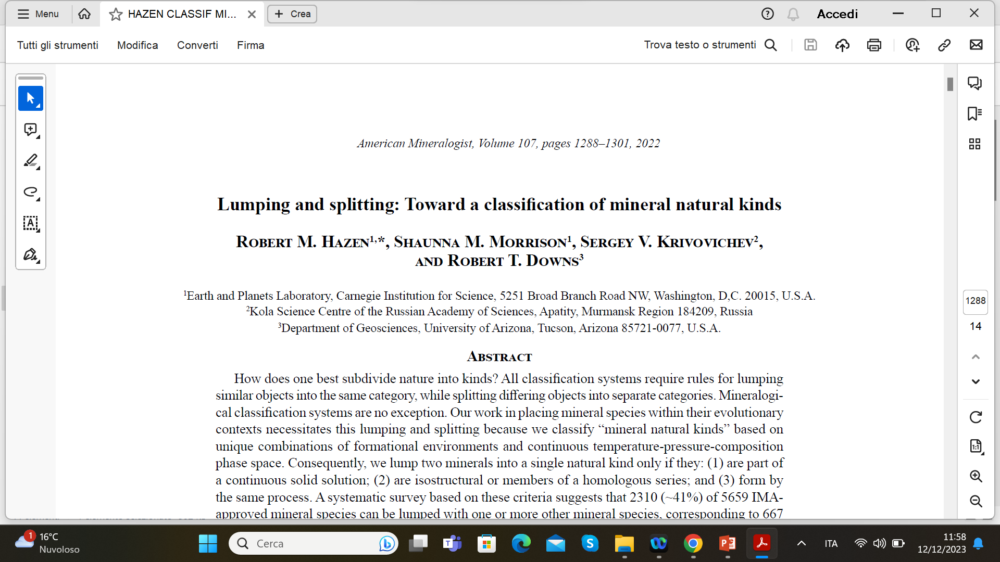 Menu
HAZEN CLASSIF MI...
Crea
Accedi
Tutti gli strumenti
Modifica
Converti
Firma
Trova testo o strumenti
American Mineralogist, Volume 107, pages 1288–1301, 2022
Lumping and splitting: Toward a classification of mineral natural kinds
Robert M. Hazen1,*, Shaunna M. Morrison1, Sergey V. Krivovichev2,
and Robert T. Downs3
1Earth and Planets Laboratory, Carnegie Institution for Science, 5251 Broad Branch Road NW, Washington, D,C. 20015, U.S.A.
2Kola Science Centre of the Russian Academy of Sciences, Apatity, Murmansk Region 184209, Russia
3Department of Geosciences, University of Arizona, Tucson, Arizona 85721-0077, U.S.A.
Abstract
How does one best subdivide nature into kinds? All classification systems require rules for lumping
similar objects into the same category, while splitting differing objects into separate categories. Mineralogi-
cal classification systems are no exception. Our work in placing mineral species within their evolutionary
contexts necessitates this lumping and splitting because we classify “mineral natural kinds” based on
unique combinations of formational environments and continuous temperature-pressure-composition
phase space. Consequently, we lump two minerals into a single natural kind only if they: (1) are part of
a continuous solid solution; (2) are isostructural or members of a homologous series; and (3) form by
the same process. A systematic survey based on these criteria suggests that 2310 (~41%) of 5659 IMA-
approved mineral species can be lumped with one or more other mineral species, corresponding to 667
1288
14
1:1
1
16°C
Nuvoloso
Cerca
ITA
11:58
12/12/2023